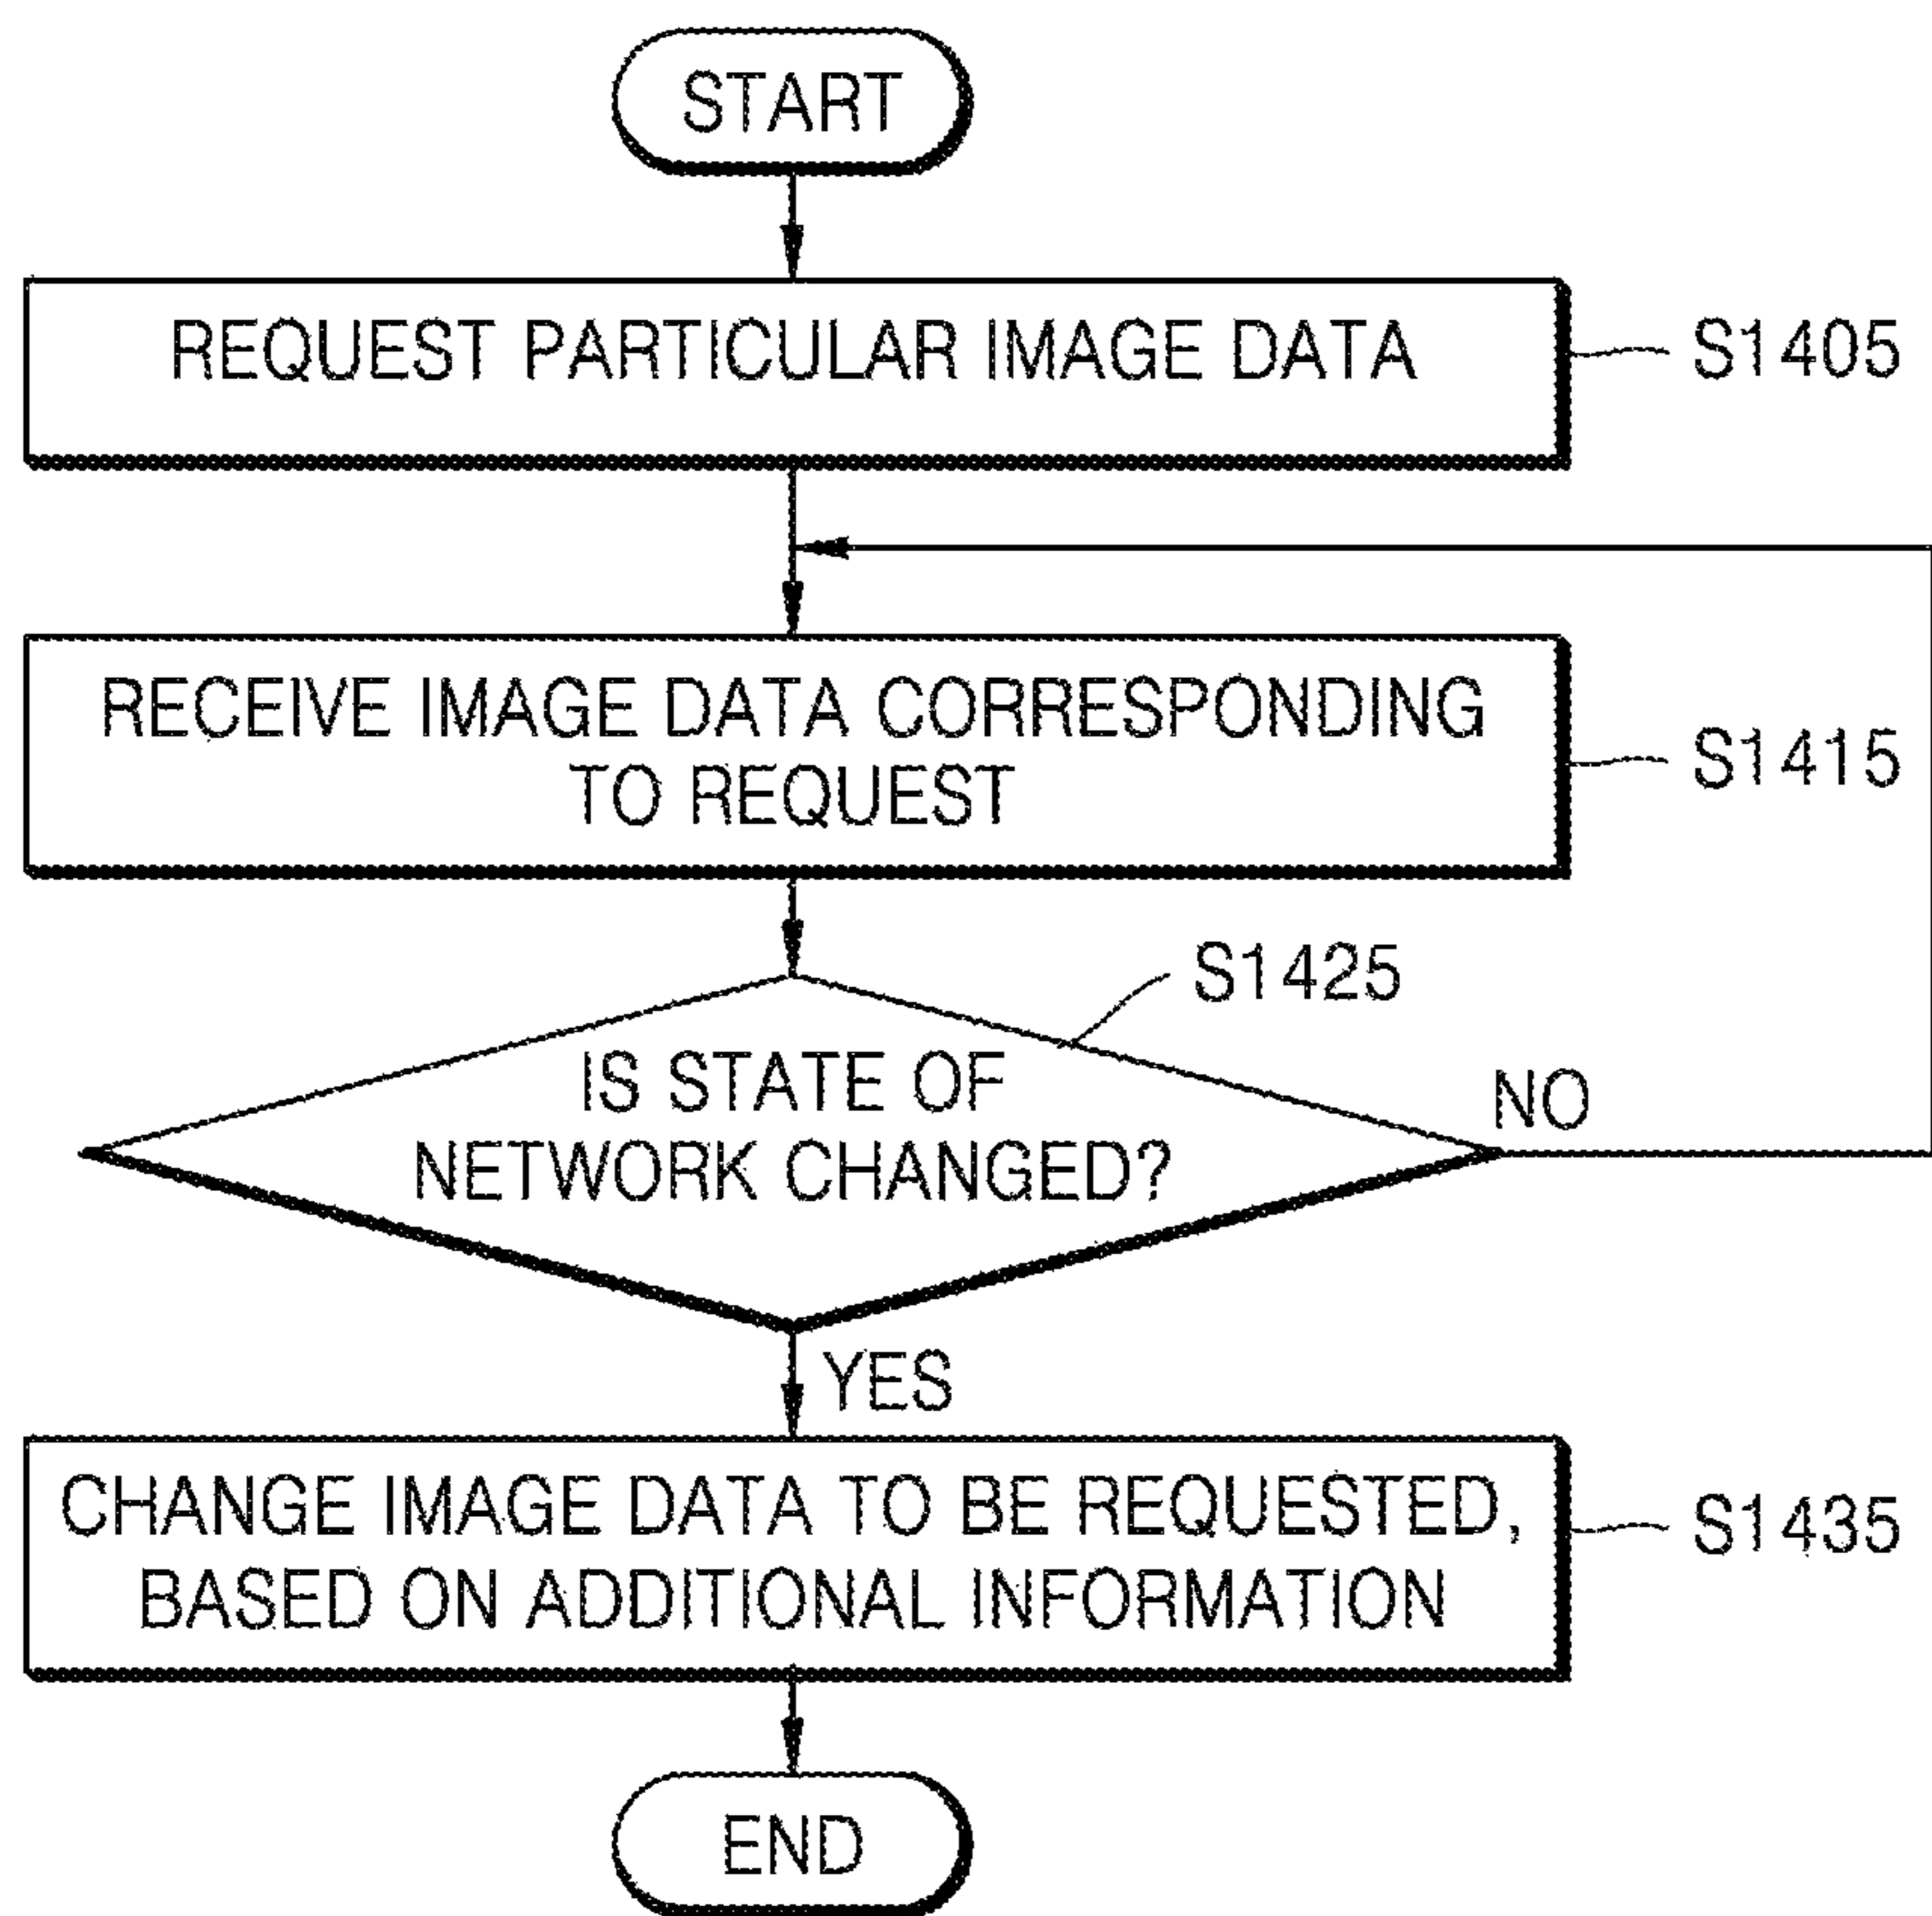 START
REQUEST PARTICULAR IMAGE DATA
S1405
RECEIVE IMAGE DATA CORRESPONDING
TO REQUEST
S1415
S1425
IS STATE OF
NETWORK CHANGED?
NO
YES
CHANGE IMAGE DATA TO BE REQUESTED,
BASED ON ADDITIONAL INFORMATION
S1435
END